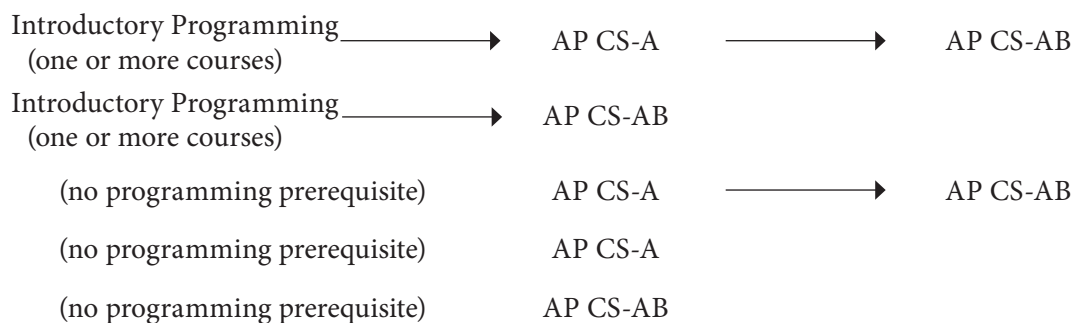 Introductory Programming AP CS-A AP CS-AB
(one or more courses)
Introductory Programming AP CS-AB
(one or more courses)
(no programming prerequisite) AP CS-A AP CS-AB
(no programming prerequisite) AP CS-A
(no programming prerequisite) AP CS-AB